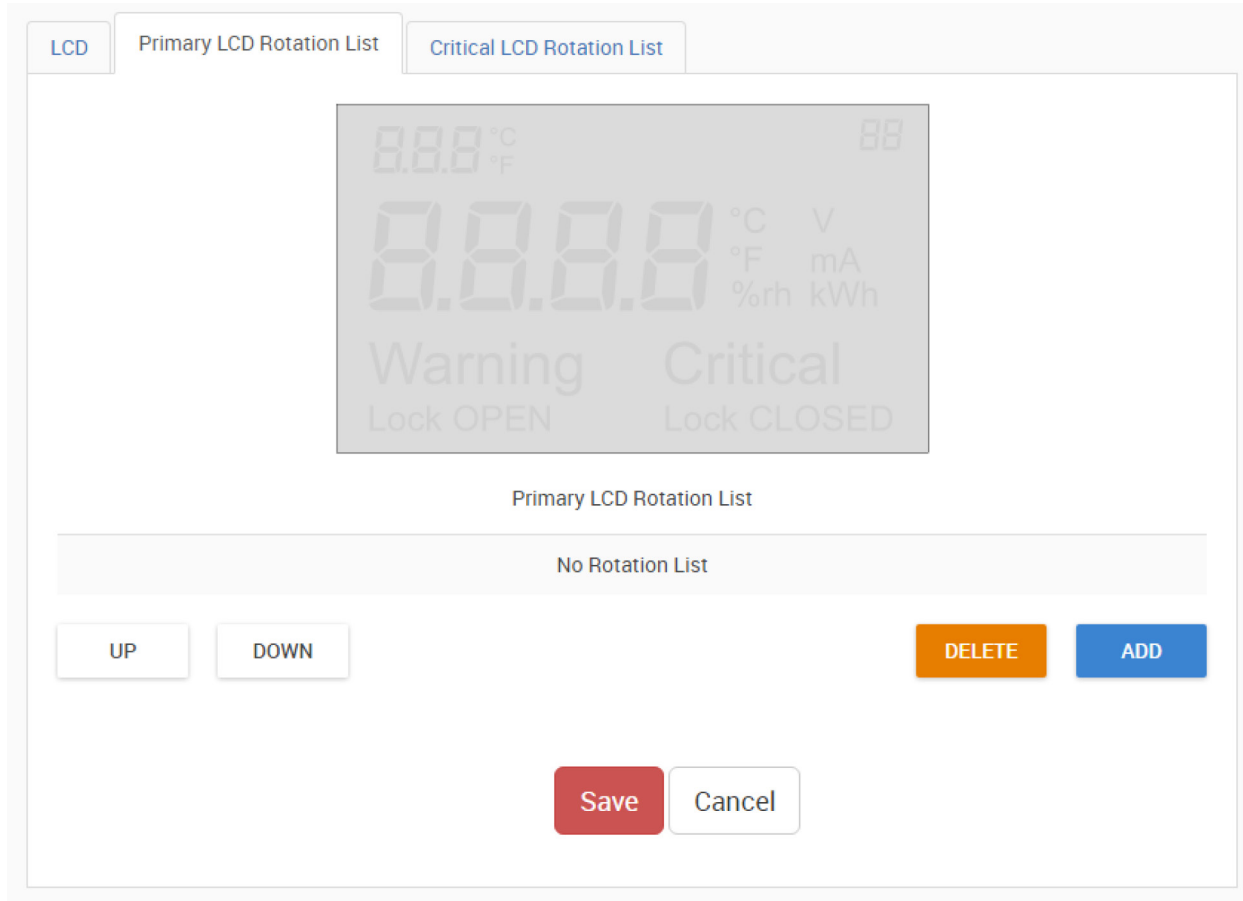 LCD Primary LCD Rotation List Critical LCD Rotation List
8.8.8 °C 88
°F
8.8.8.8 °C V
°F mA
%rh kWh
Warning Critical
Lock OPEN Lock CLOSED
Primary LCD Rotation List
No Rotation List
UP DOWN DELETE ADD
Save Cancel